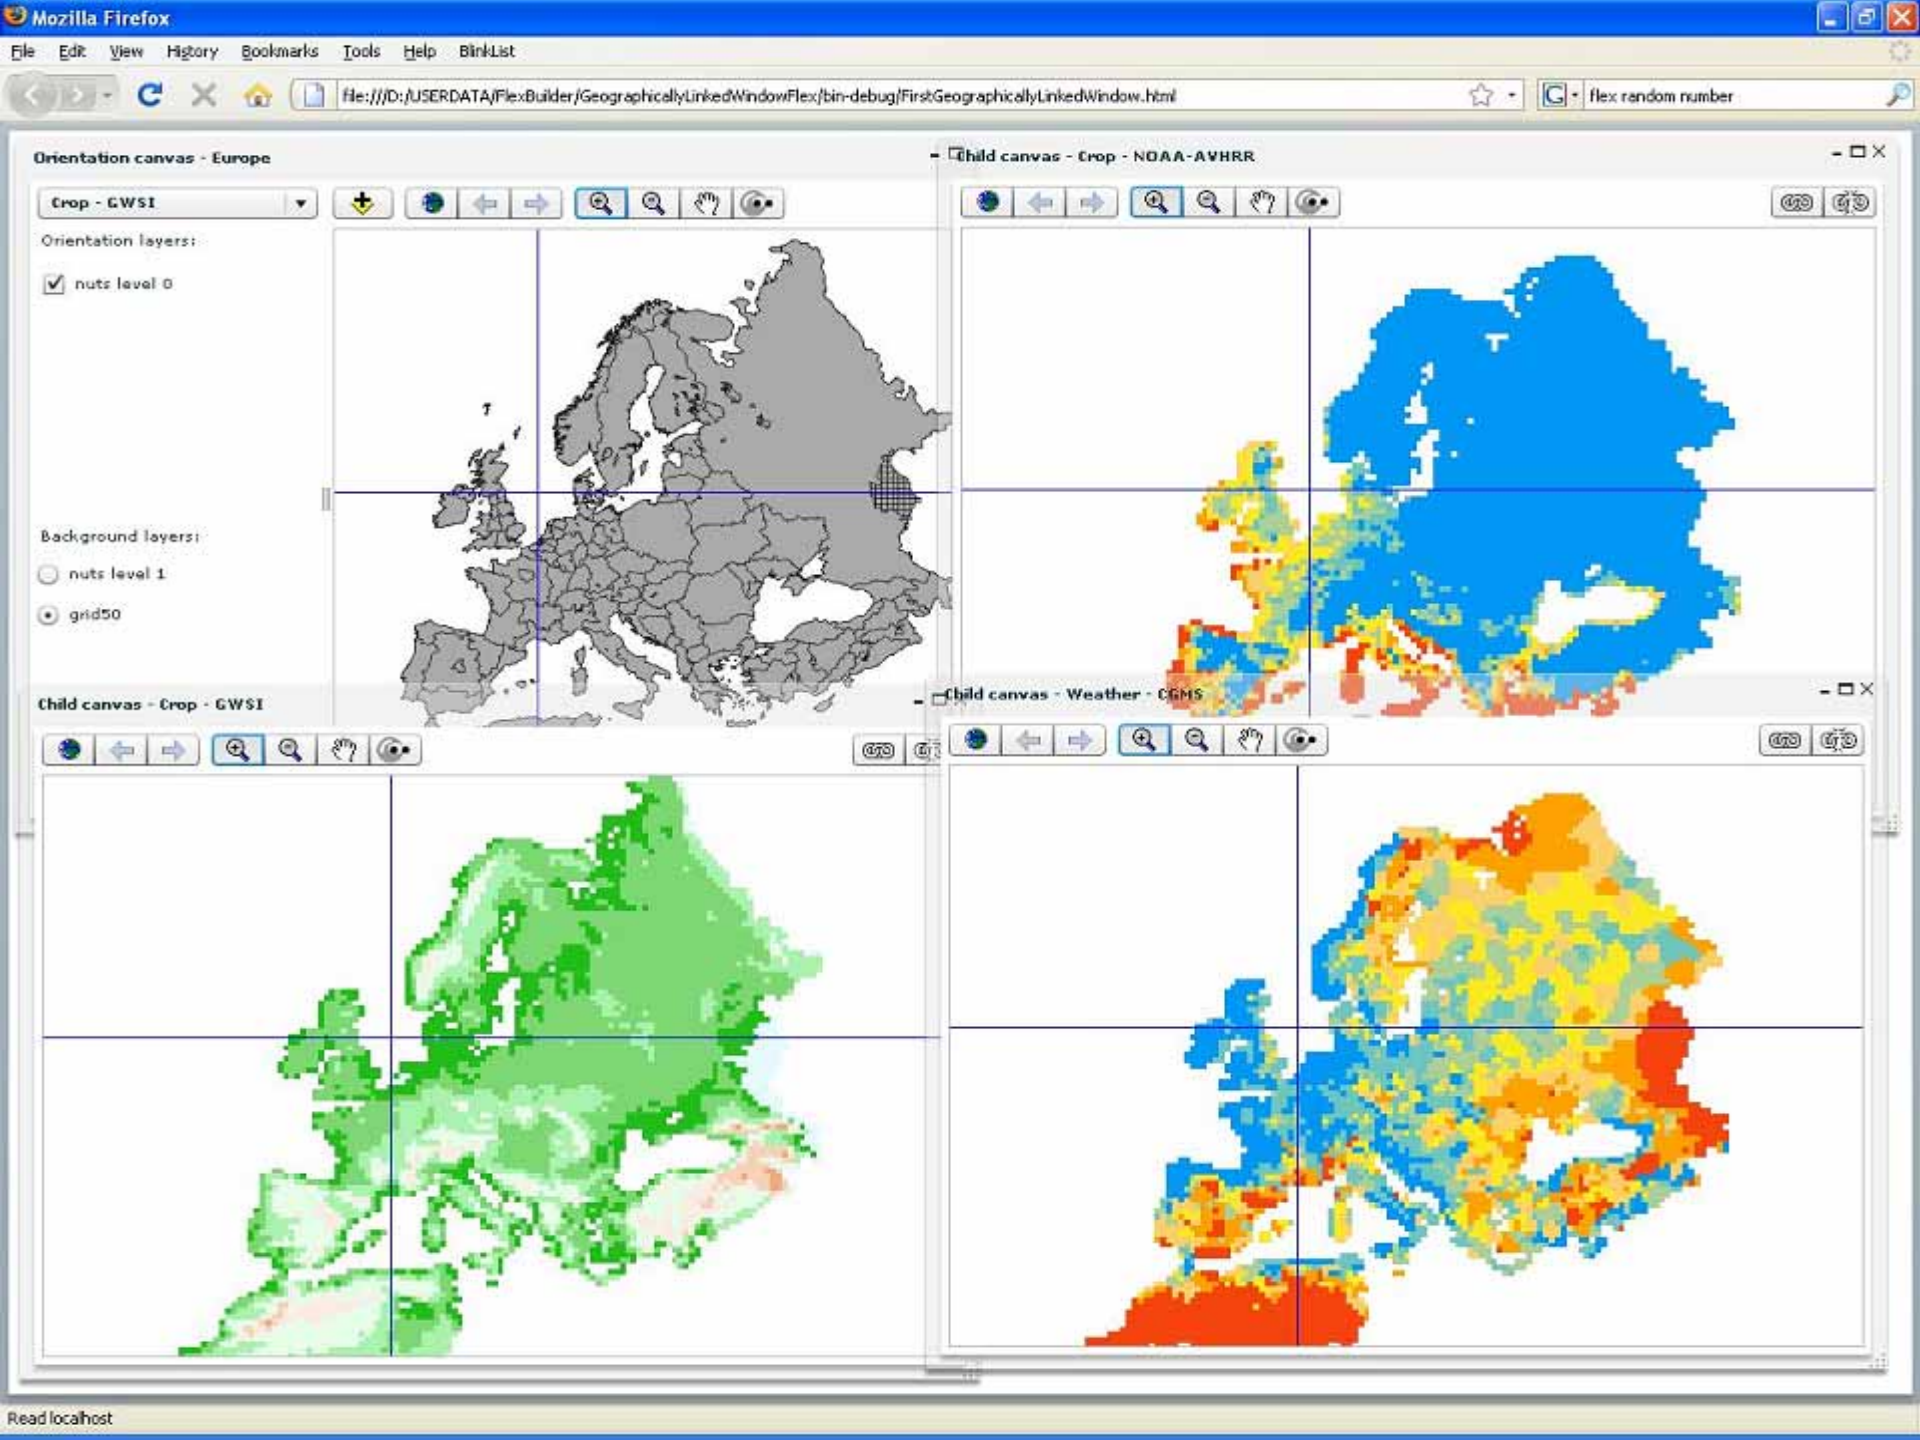 Mozilla Firefox
File Edit View History Bookmarks Tools Help BlinkList
file:///D:/USERDATA/FlexBuilder/GeographicallyLinkedWindowFlex/bin-debug/FirstGeographicallyLinkedWindow.html
G flex random number
Orientation canvas - Europe
Crop - GWSI
Orientation layers:
nuts level 0
Background layers:
nuts level 1
grid50
Child canvas - Crop - NOAA-AVHRR
Child canvas - Crop - GWSI
Child canvas - Weather - CGMS
Read localhost